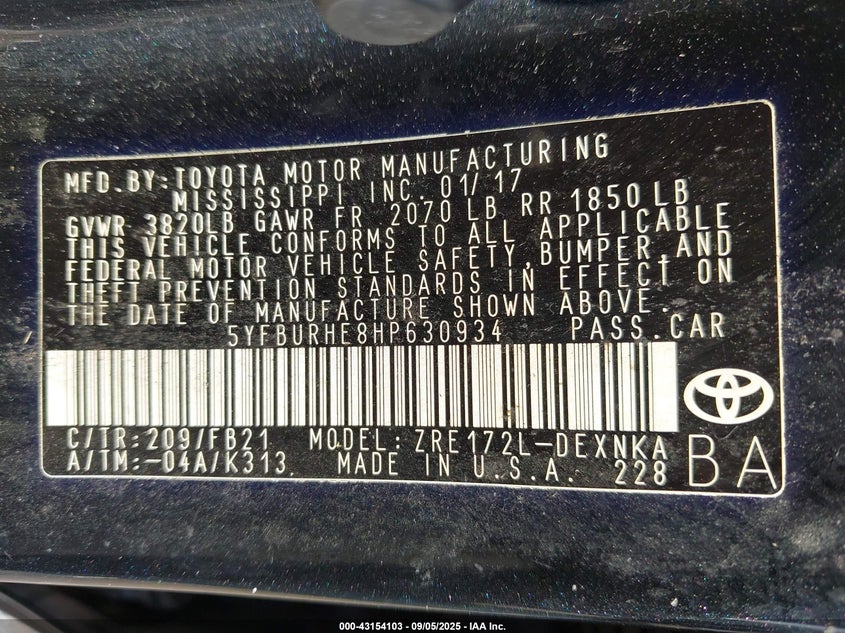 MFD.BY:TOYOTA MOTOR MANUFACTURING
MISSISSIPPI INC. 01/17
GVWR 3820LB GAWR FR 2070 LB RR 1850 LB
THIS VEHICLE CONFORMS TO ALL APPLICABLE
FEDERAL MOTOR VEHICLE SAFETY,BUMPER,AND
THEFT PREVENTION STANDARDS IN EFFECT ON
THE DATE OF MANUFACTURE SHOWN ABOVE.
5YFBURHE8HP630934 PASS.CAR
C/TR:209/FB21 MODEL:ZRE172L-DEXNKA
A/TM:-04A/K313 MADE IN U.S.A. 228
BA
000-43154103 - 09/05/2025 - IAA Inc.